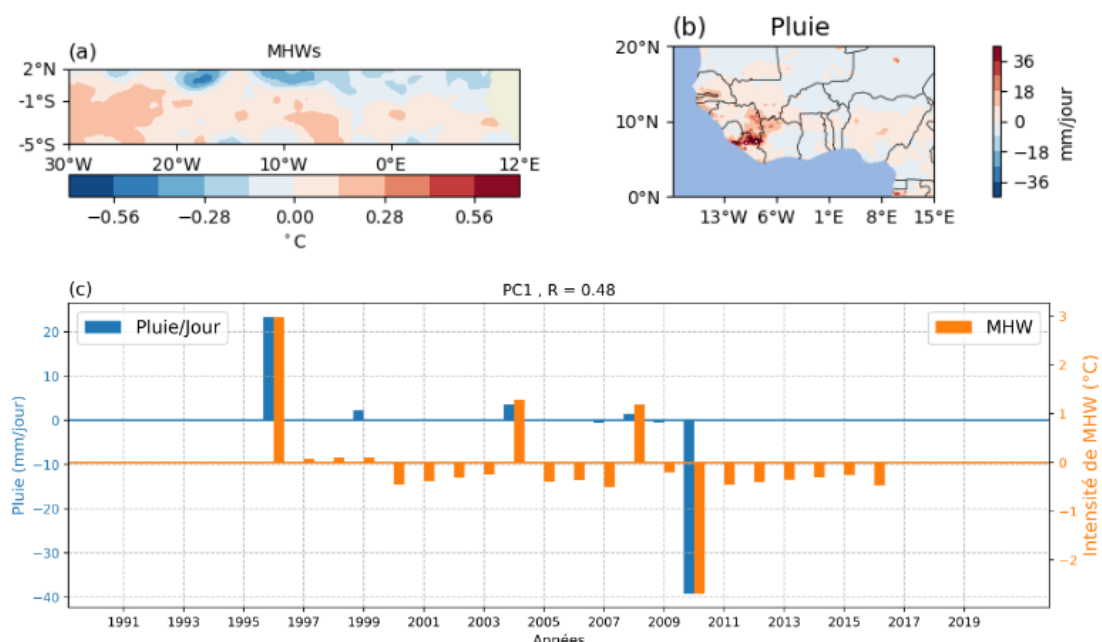 (a) MHWs
2°N
-1°S
-5°S
30°W 20°W 10°W 0°E 12°E
−0.56 −0.28 0.00 0.28 0.56
°C
(b) Pluie
20°N
10°N
0°N
13°W 6°W 1°E 8°E 15°E
36
18
0
−18
−36
mm/jour
(c) PC1 , R = 0.48
Pluie/Jour
MHW
20
10
0
−10
−20
−30
−40
Pluie (mm/jour)
3
2
1
0
−1
−2
Intensité de MHW (°C)
1991 1993 1995 1997 1999 2001 2003 2005 2007 2009 2011 2013 2015 2017 2019
Années